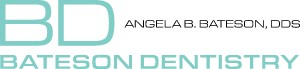 BD ANGELA B. BATESON, DDS
BATESON DENTISTRY